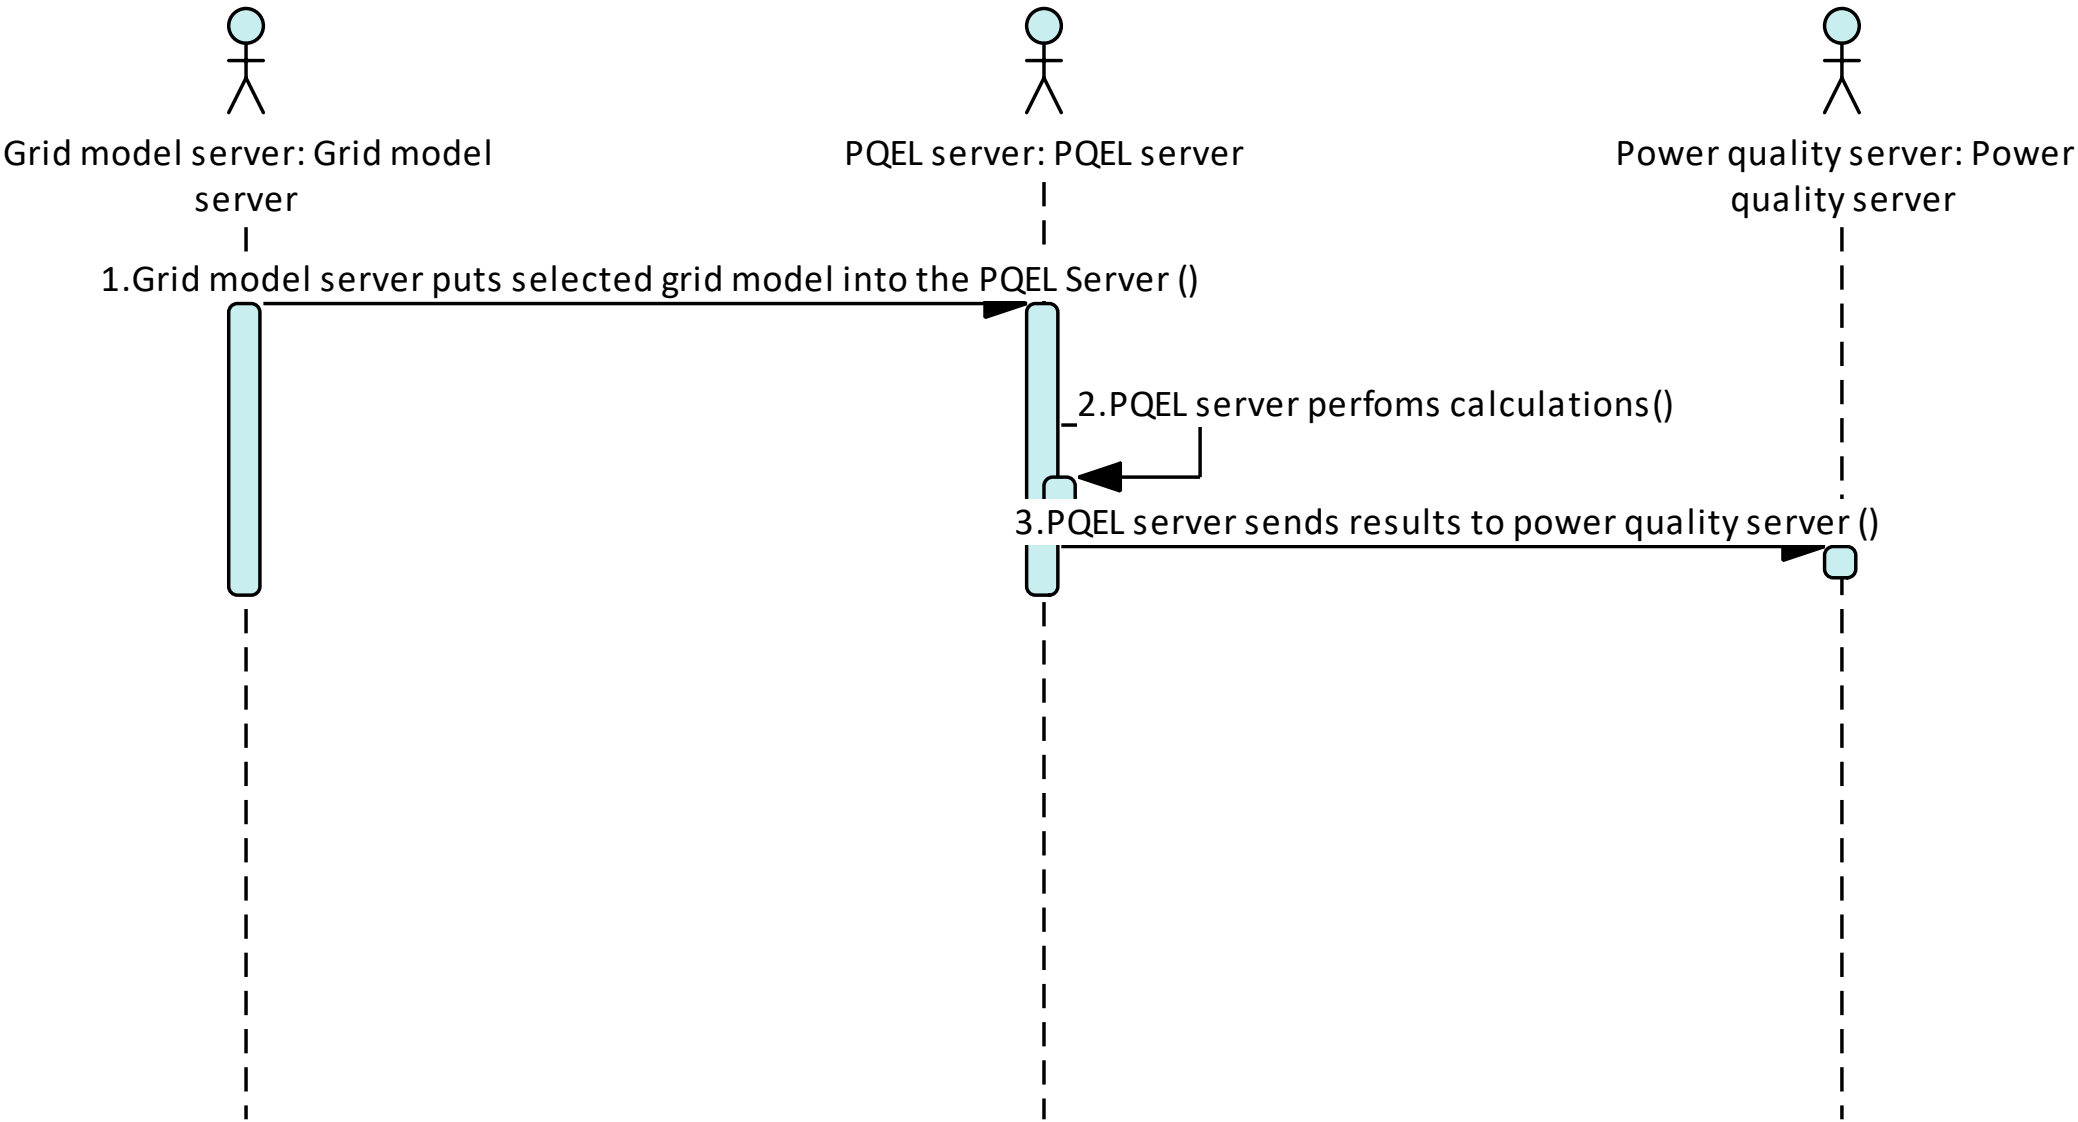 Grid model server: Grid model
server
PQEL server: PQEL server
Power quality server: Power
quality server
1.Grid model server puts selected grid model into the PQEL Server ()
2.PQEL server perfoms calculations()
3.PQEL server sends results to power quality server ()